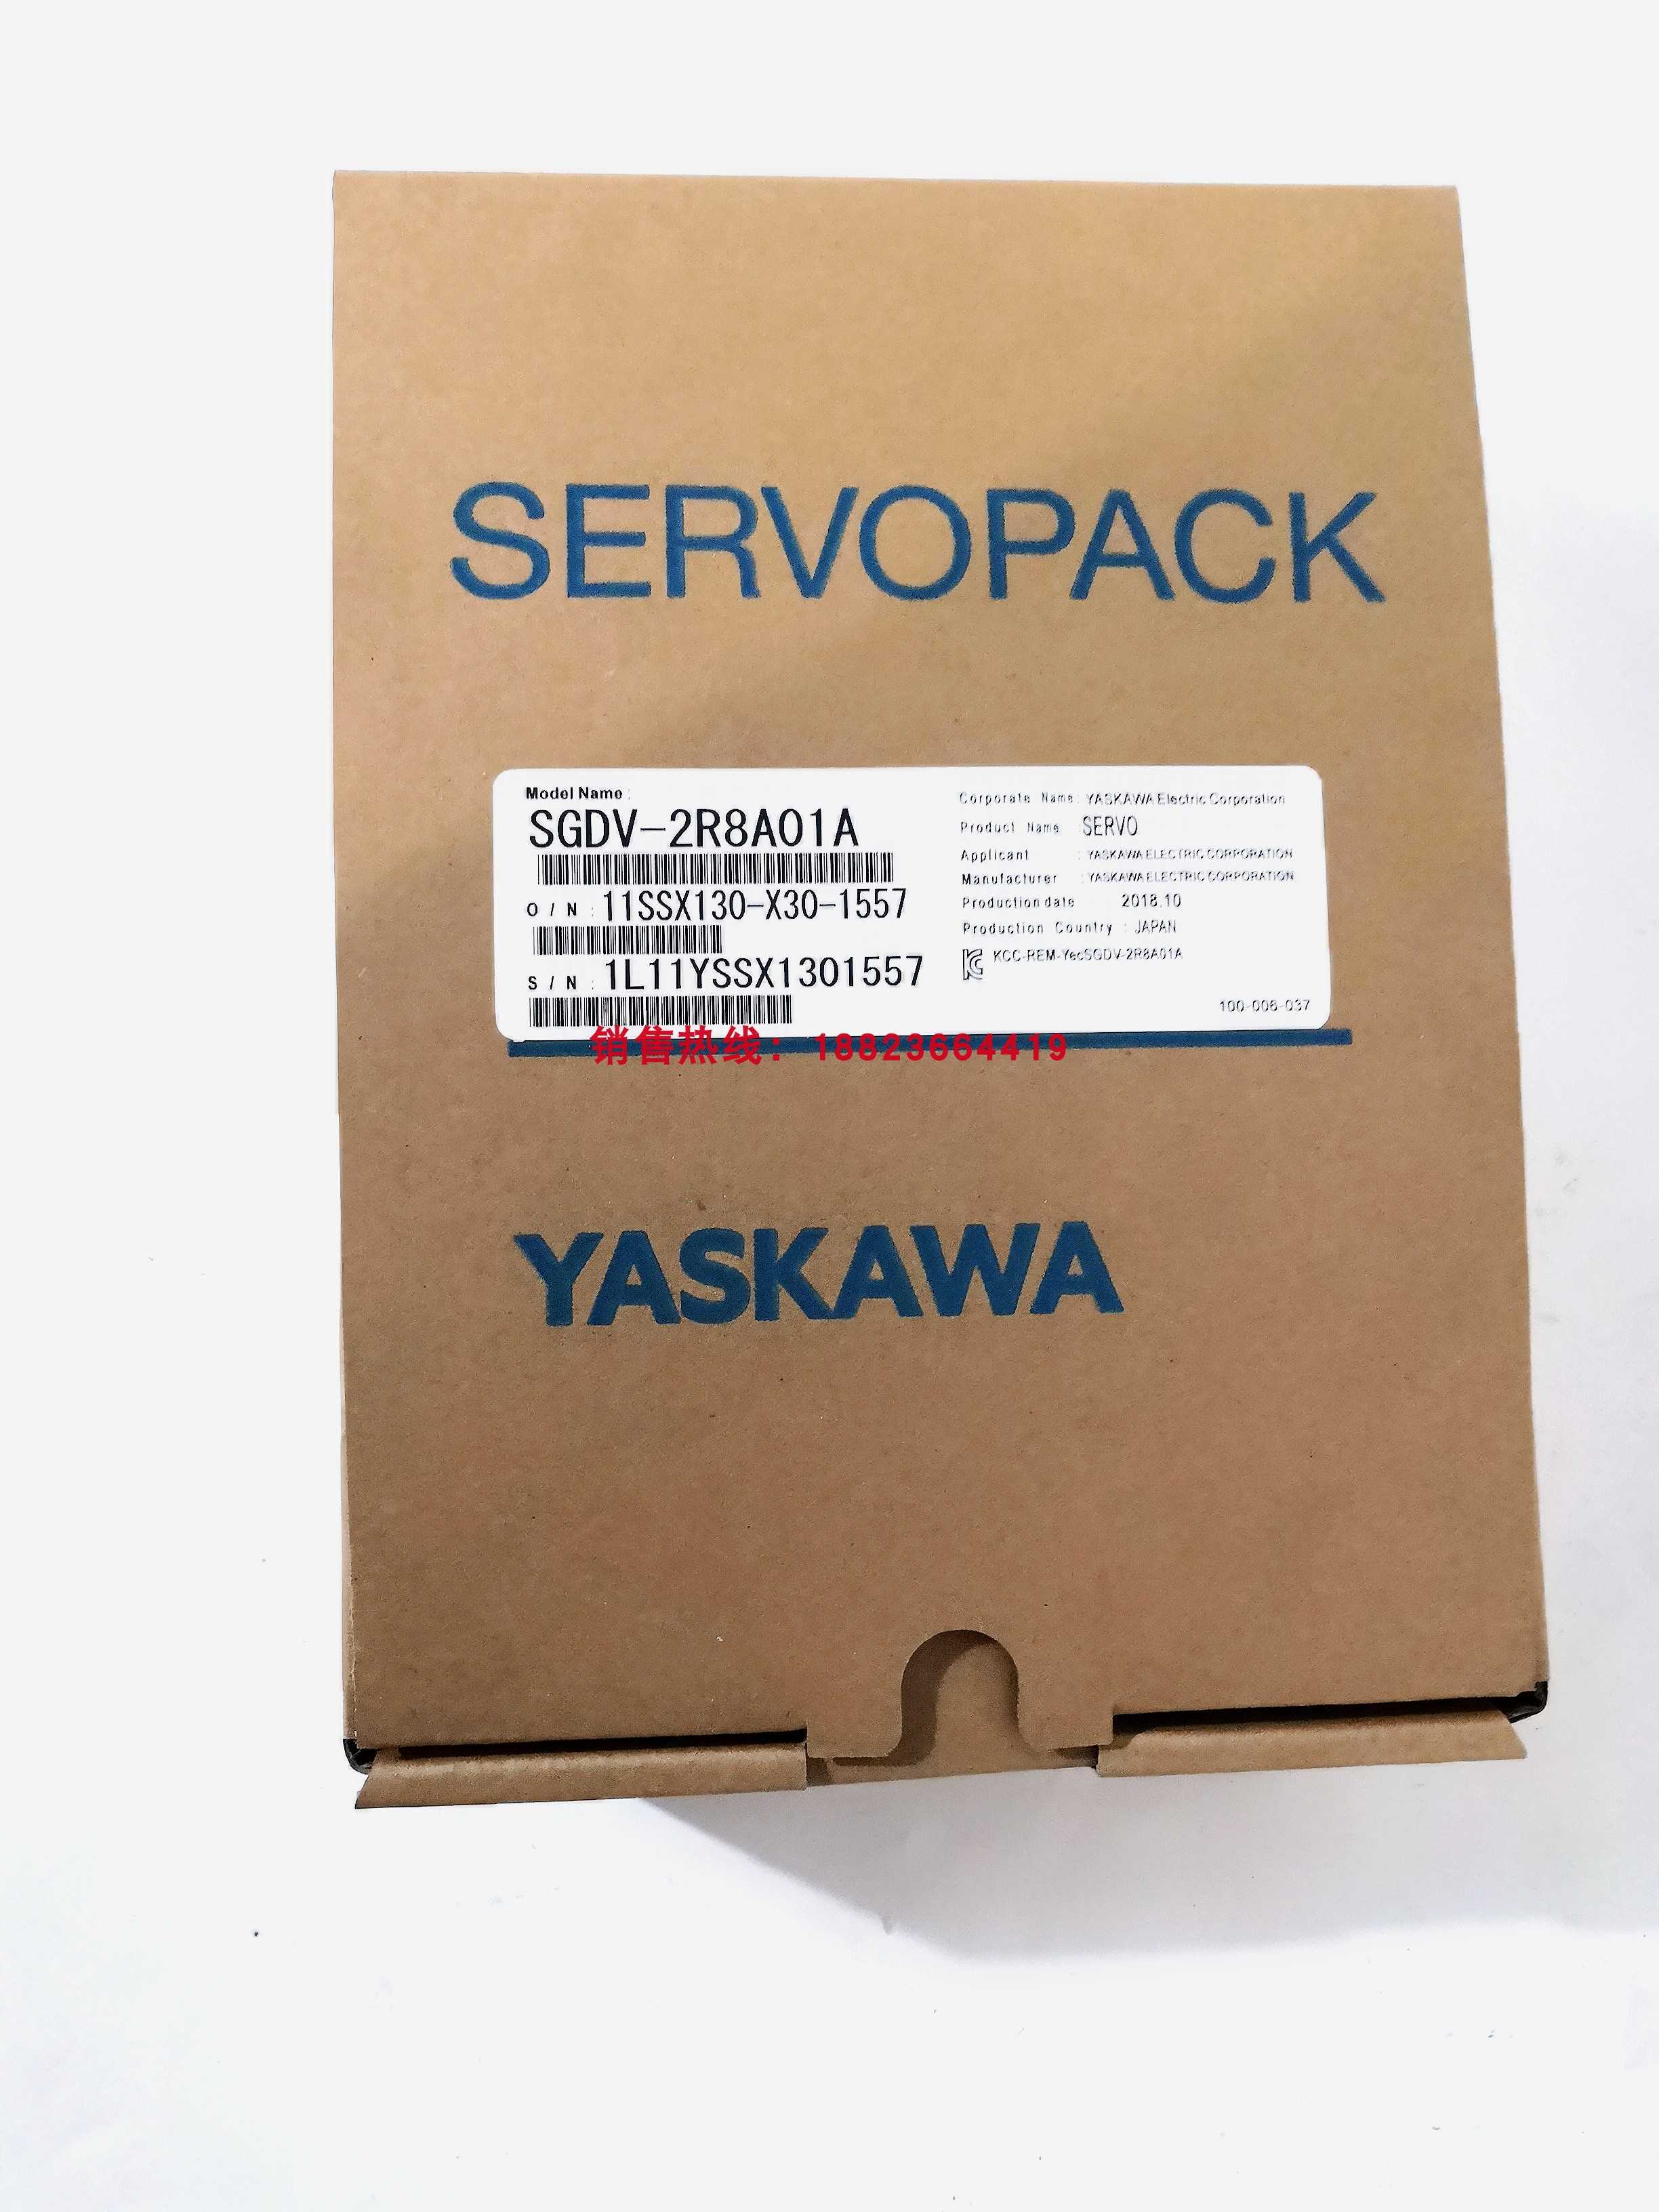 SERVOPACK
Model Name :
SGDV-2R8A01A
O / N : 11SSX130-X30-1557
S / N : 1L11YSSX1301557
Corporate Name: YASKAWA Electric Corporation
Product Name SERVO
Applicant : YASKAWA ELECTRIC CORPORATION
Manufacturer : YASKAWA ELECTRIC CORPORATION
Production date 2018.10
Production Country : JAPAN
KCC-REM-YecSGDV-2R8A01A
100-006-037
销售热线：18823664419
YASKAWA